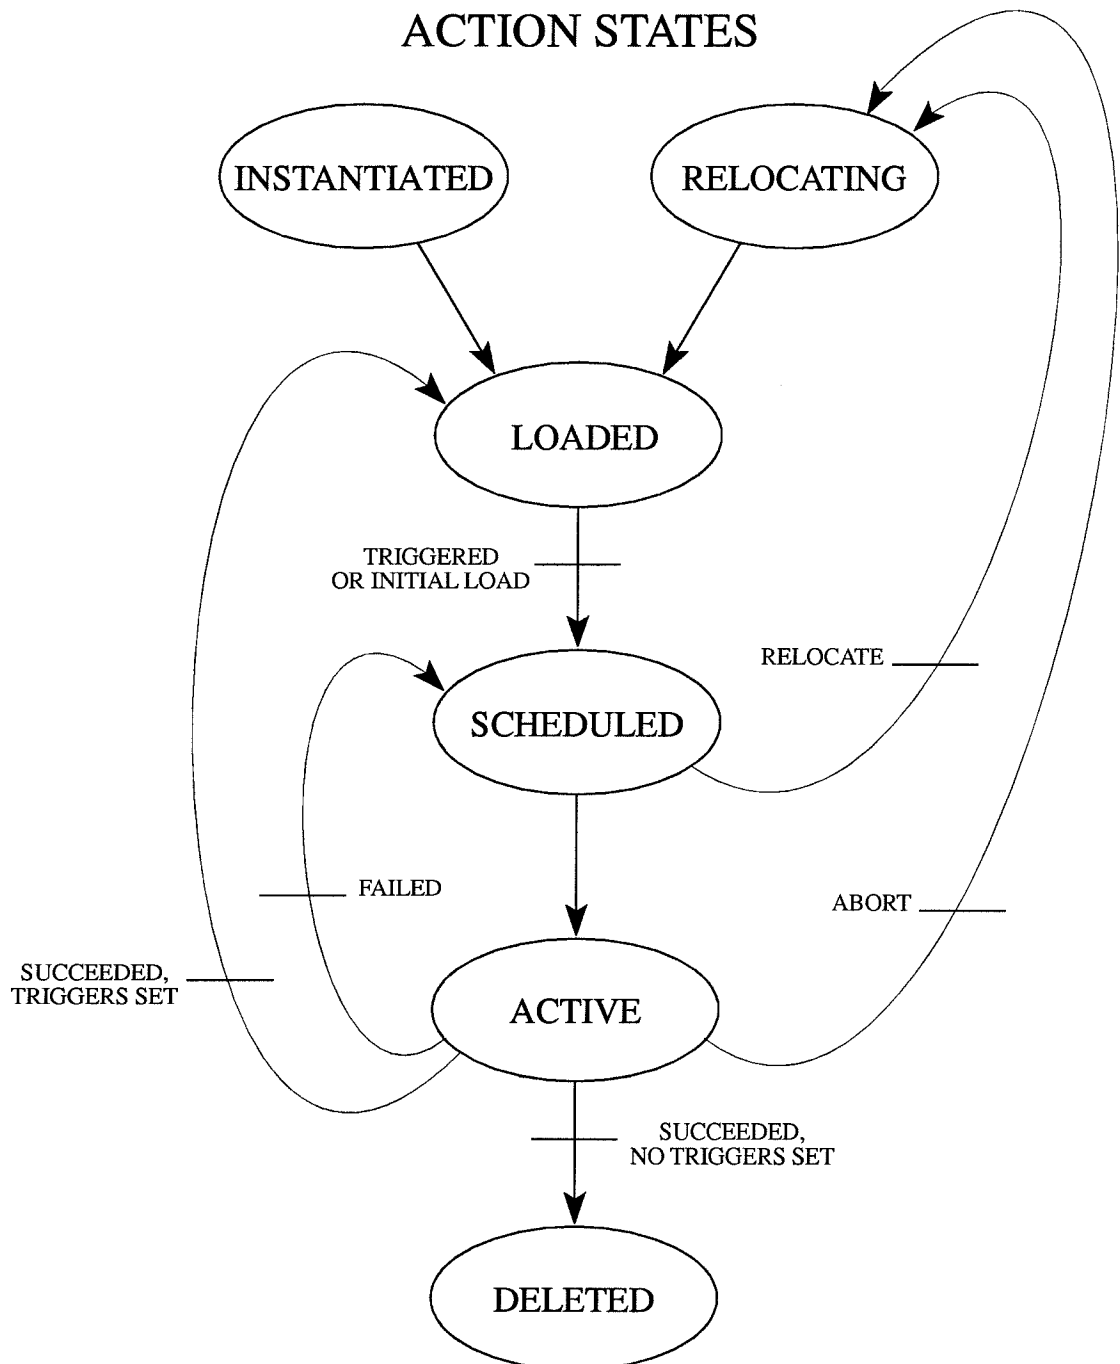 ACTION STATES
INSTANTIATED
RELOCATING
LOADED
TRIGGERED
OR INITIAL LOAD
RELOCATE
SCHEDULED
FAILED
ABORT
SUCCEEDED,
TRIGGERS SET
ACTIVE
SUCCEEDED,
NO TRIGGERS SET
DELETED